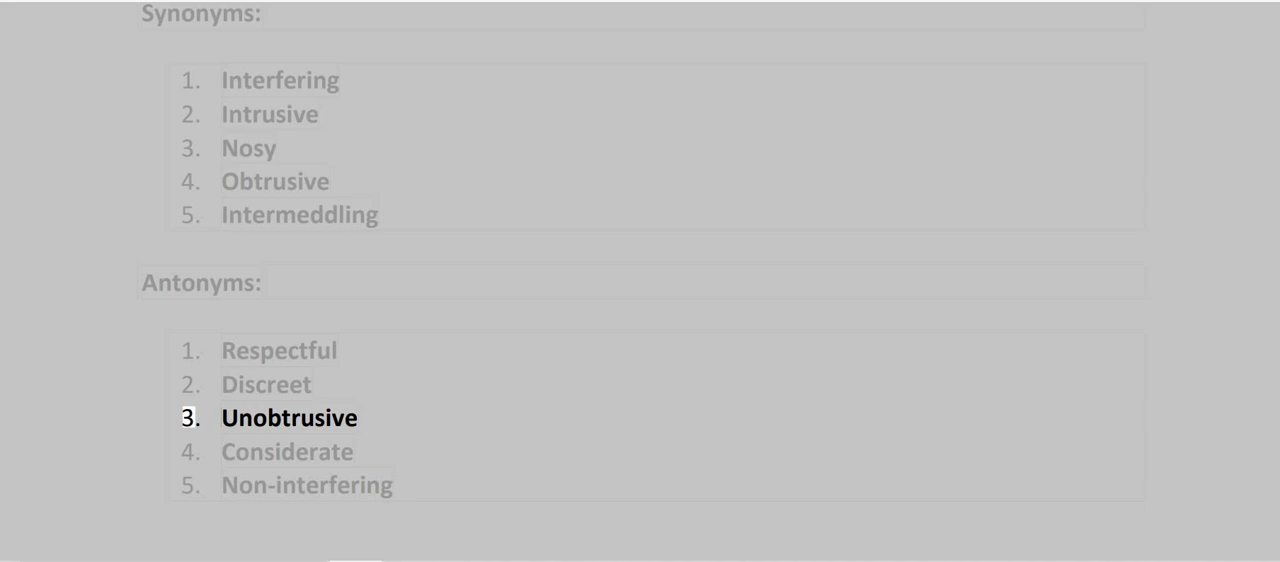 Synonyms:
1. Interfering
2. Intrusive
3. Nosy
4. Obtrusive
5. Intermeddling
Antonyms:
1. Respectful
2. Discreet
3. Unobtrusive
4. Considerate
5. Non-interfering